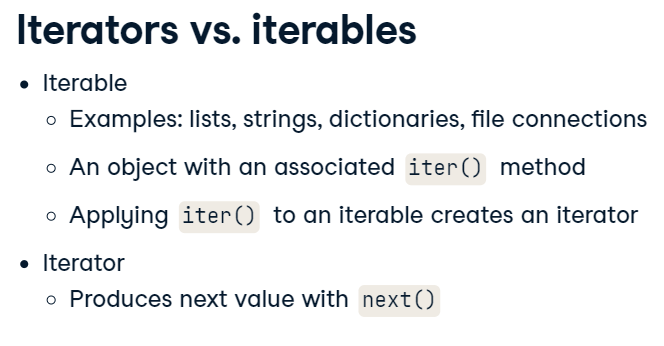 Iterators vs. iterables
• Iterable
○ Examples: lists, strings, dictionaries, file connections
○ An object with an associated iter() method
○ Applying iter() to an iterable creates an iterator
• Iterator
○ Produces next value with next()